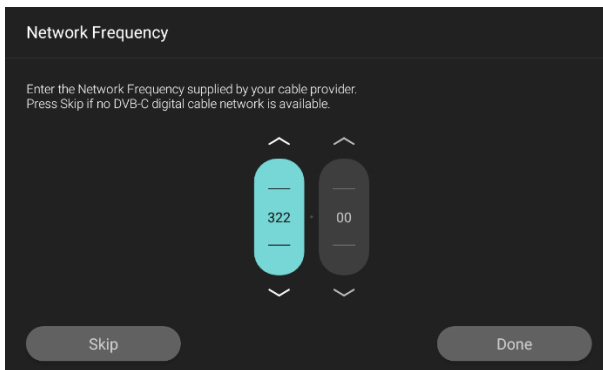 Network Frequency
Enter the Network Frequency supplied by your cable provider.
Press Skip if no DVB-C digital cable network is available.
322 . 00
Skip Done